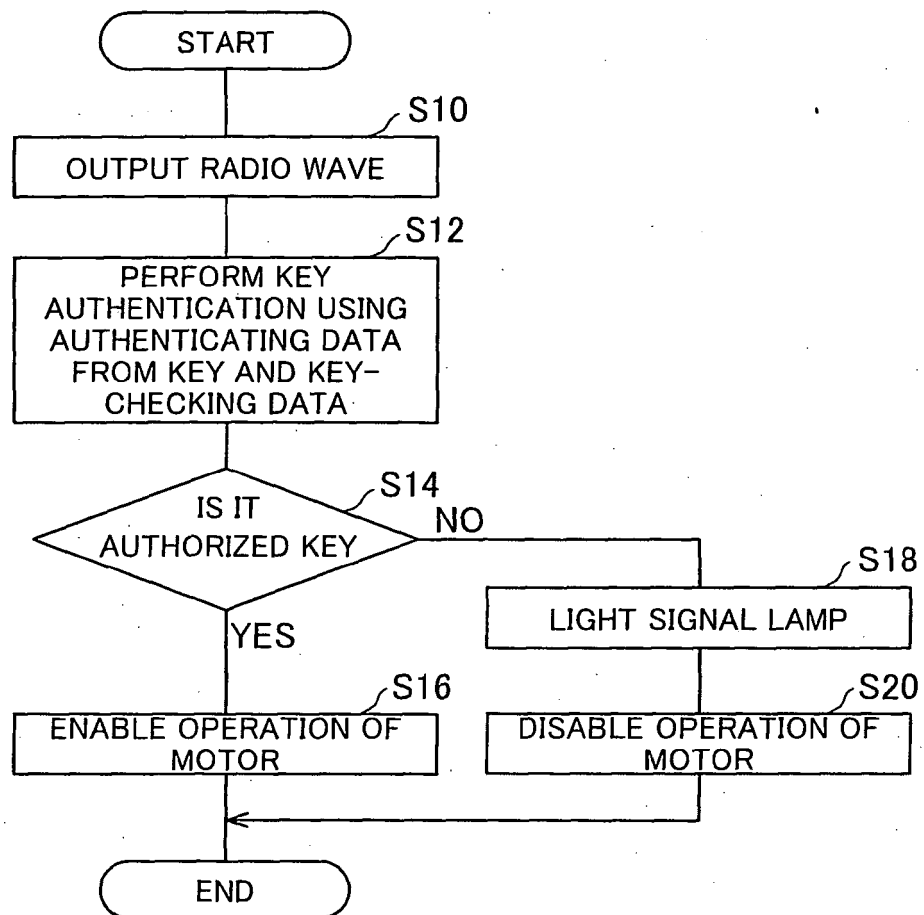 START
S10
OUTPUT RADIO WAVE
S12
PERFORM KEY
AUTHENTICATION USING
AUTHENTICATING DATA
FROM KEY AND KEY-
CHECKING DATA
S14
IS IT
AUTHORIZED KEY
NO
YES
S18
LIGHT SIGNAL LAMP
S16
ENABLE OPERATION OF
MOTOR
S20
DISABLE OPERATION OF
MOTOR
END